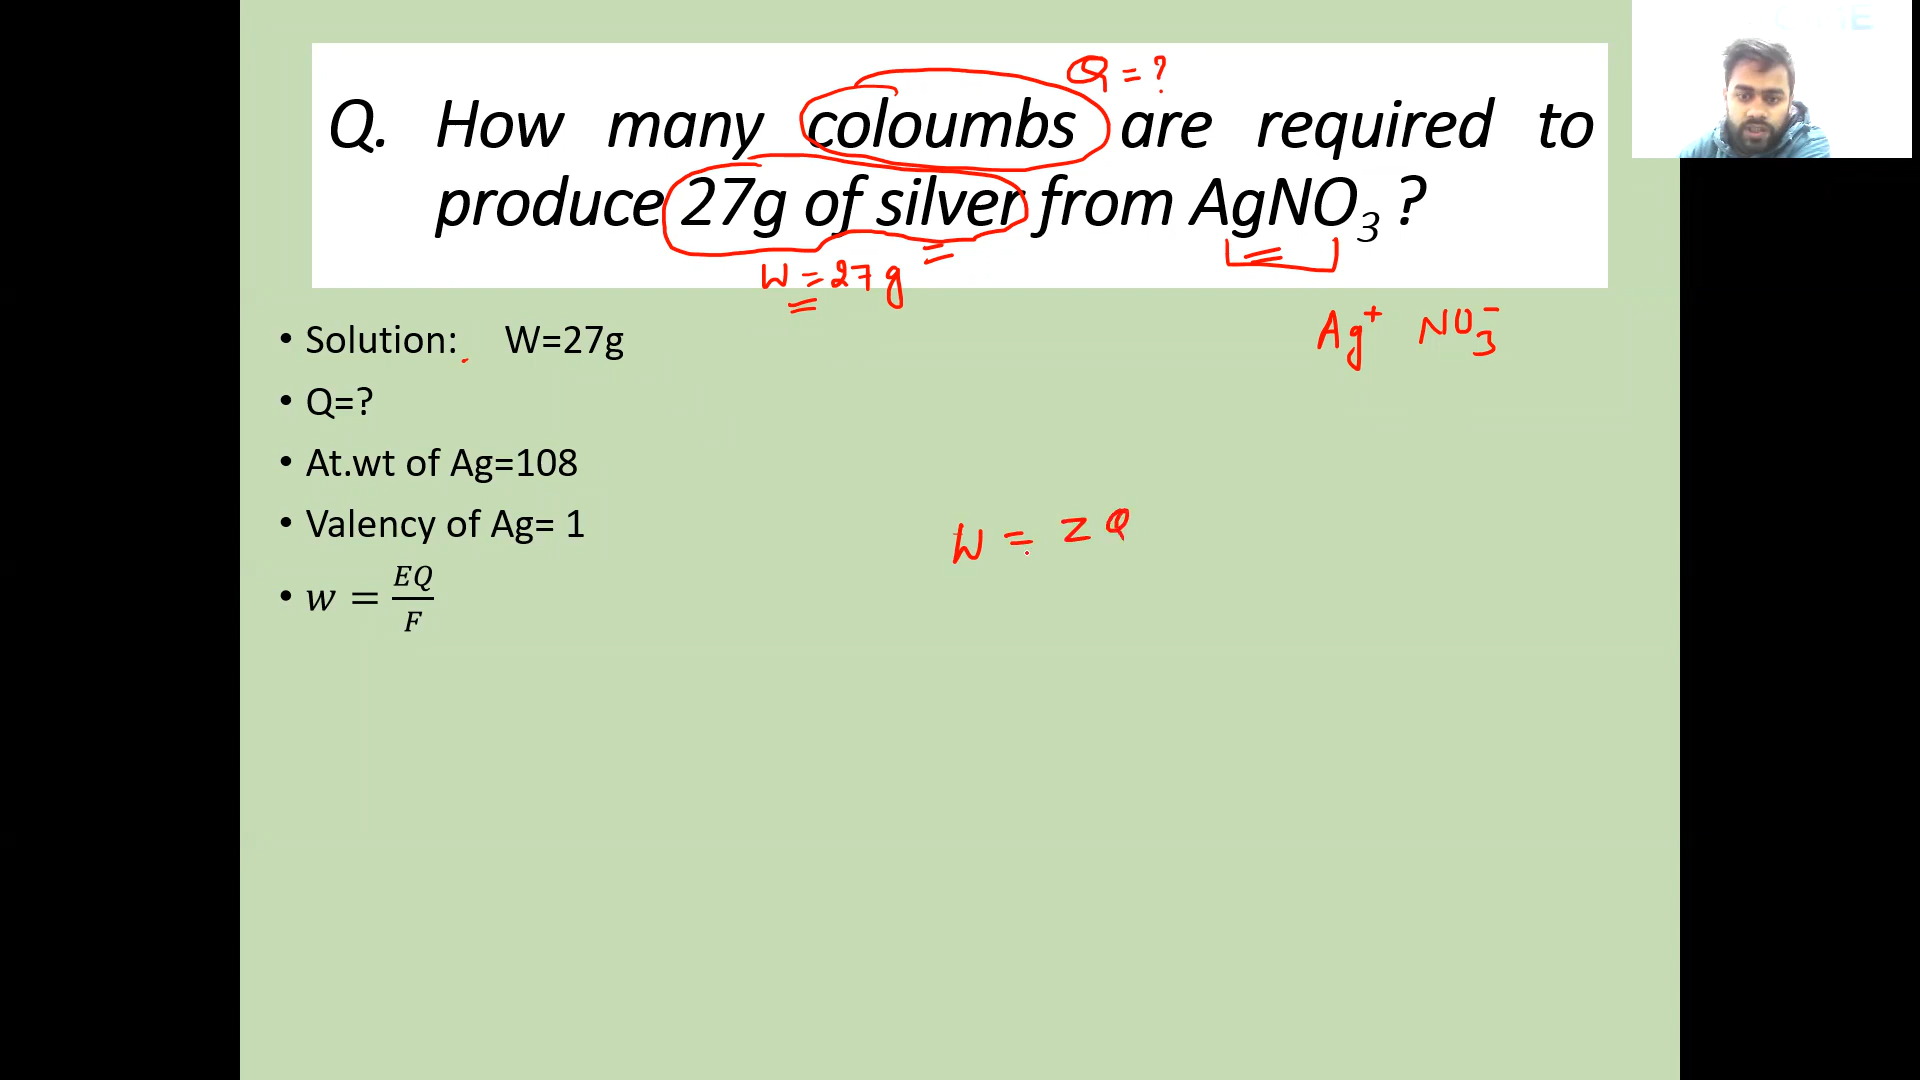 Q = ?
Q. How many coloumbs are required to
produce 27g of silver from AgNO₃ ?
W = 27g
Ag⁺ NO₃⁻
• Solution: W=27g
• Q=?
• At.wt of Ag=108
• Valency of Ag= 1
W = Z Q
• w = EQ/F